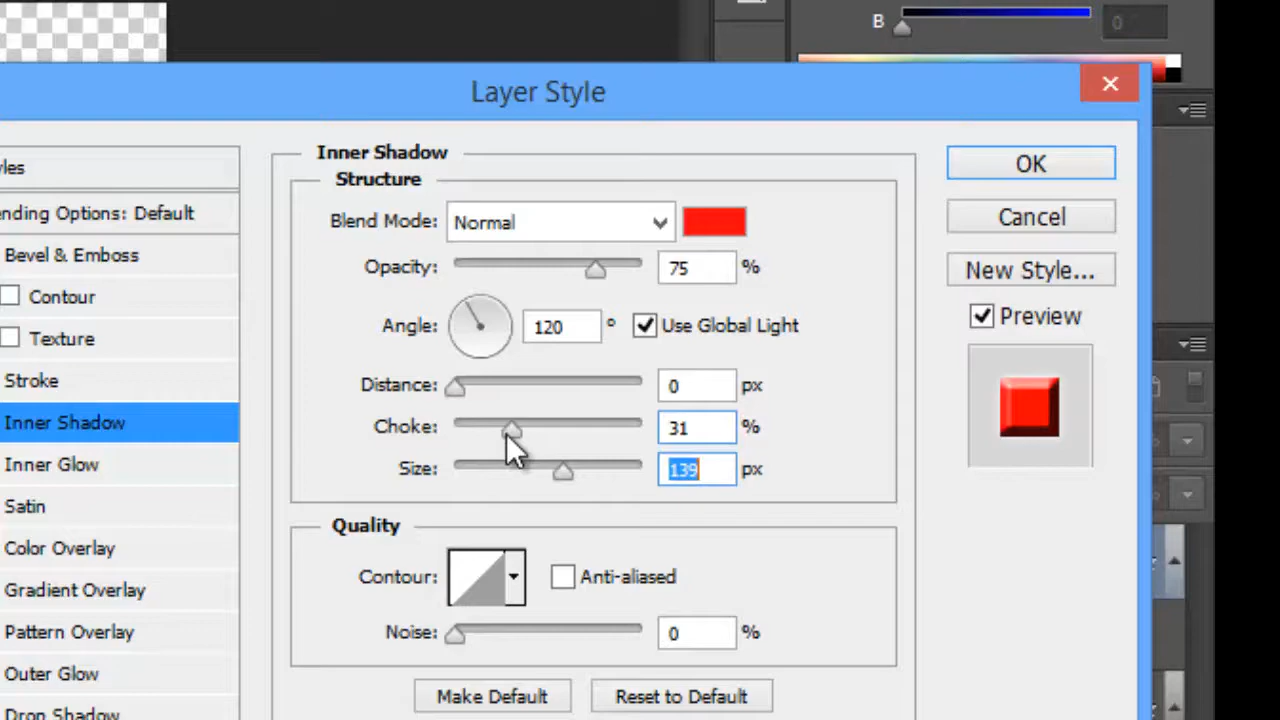 B 0
Layer Style
yles
ending Options: Default
Bevel & Emboss
Contour
Texture
Stroke
Inner Shadow
Inner Glow
Satin
Color Overlay
Gradient Overlay
Pattern Overlay
Outer Glow
Drop Shadow
Inner Shadow
Structure
Blend Mode: Normal
Opacity: 75 %
Angle: 120 ° Use Global Light
Distance: 0 px
Choke: 31 %
Size: 139 px
Quality
Contour: Anti-aliased
Noise: 0 %
Make Default Reset to Default
OK
Cancel
New Style...
Preview